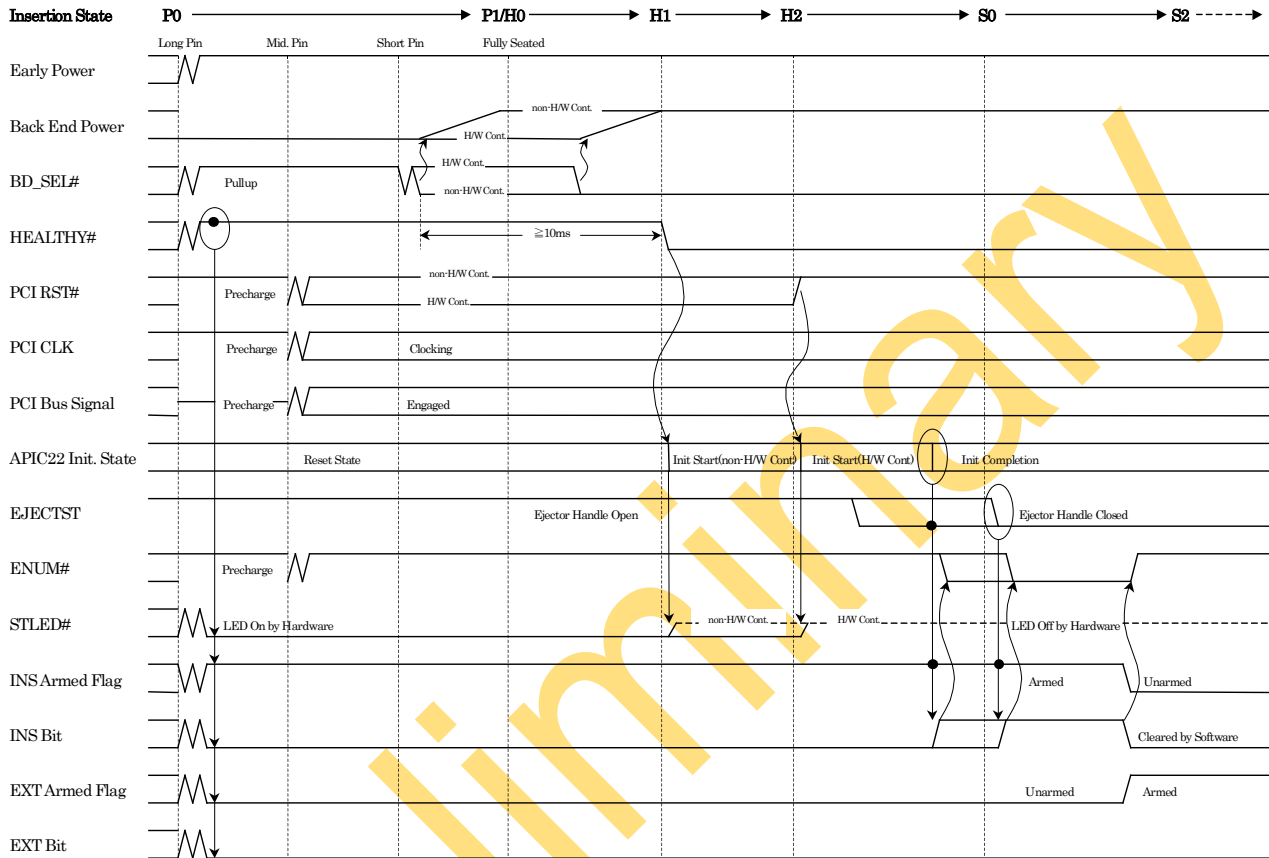 Insertion State P0 P1/H0 H1 H2 S0 S2
Long Pin Mid. Pin Short Pin Fully Seated
Early Power
Back End Power non-H/W Cont.
H/W Cont.
BD_SEL# Pullup H/W Cont.
non-H/W Cont.
HEALTHY# ≧10ms
PCI RST# Precharge non-H/W Cont.
H/W Cont.
PCI CLK Precharge Clocking
PCI Bus Signal Precharge Engaged
APIC22 Init. State Reset State Init Start(non-H/W Cont) Init Start(H/W Cont) Init Completion
EJECTST Ejector Handle Open Ejector Handle Closed
ENUM# Precharge
STLED# LED On by Hardware non-H/W Cont. H/W Cont. LED Off by Hardware
INS Armed Flag Armed Unarmed
INS Bit Cleared by Software
EXT Armed Flag Unarmed Armed
EXT Bit